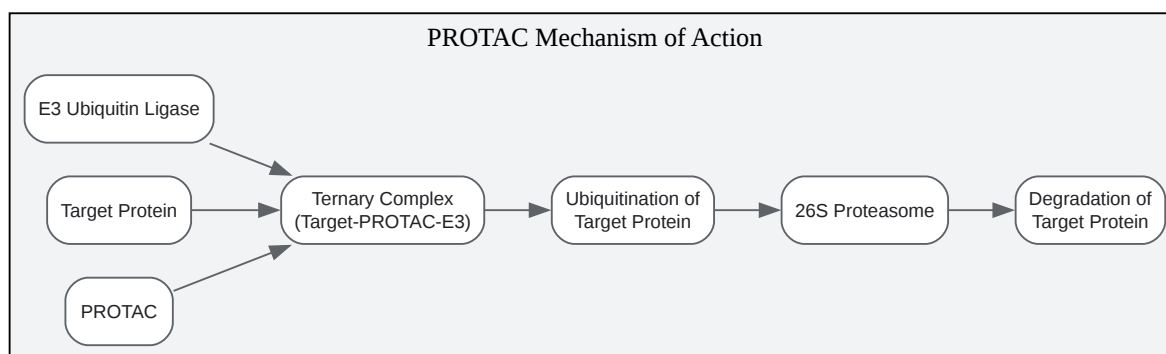 PROTAC Mechanism of Action
E3 Ubiquitin Ligase
Target Protein
PROTAC
Ternary Complex
(Target-PROTAC-E3)
Ubiquitination of
Target Protein
26S Proteasome
Degradation of
Target Protein